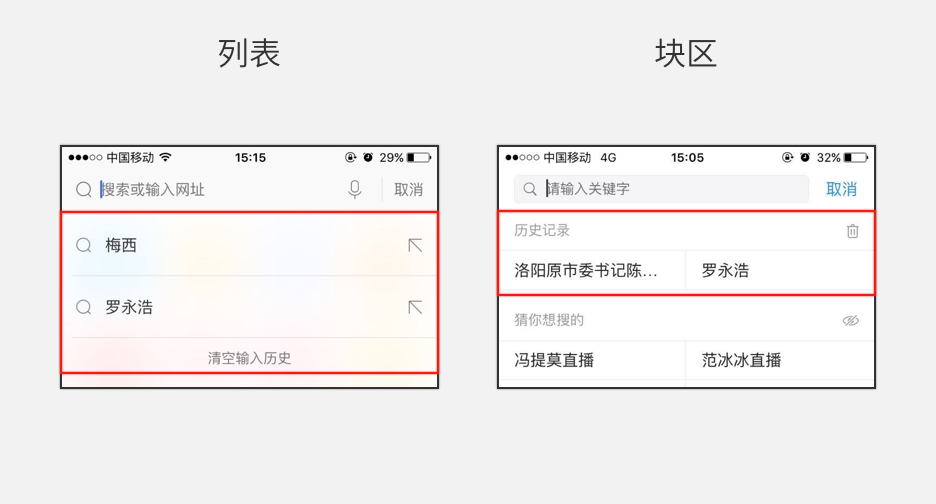 列表
块区
中国移动 15:15 29%
搜索或输入网址 取消
梅西
罗永浩
清空输入历史
中国移动 4G 15:05 32%
请输入关键字 取消
历史记录
洛阳原市委书记陈... 罗永浩
猜你想搜的
冯提莫直播 范冰冰直播